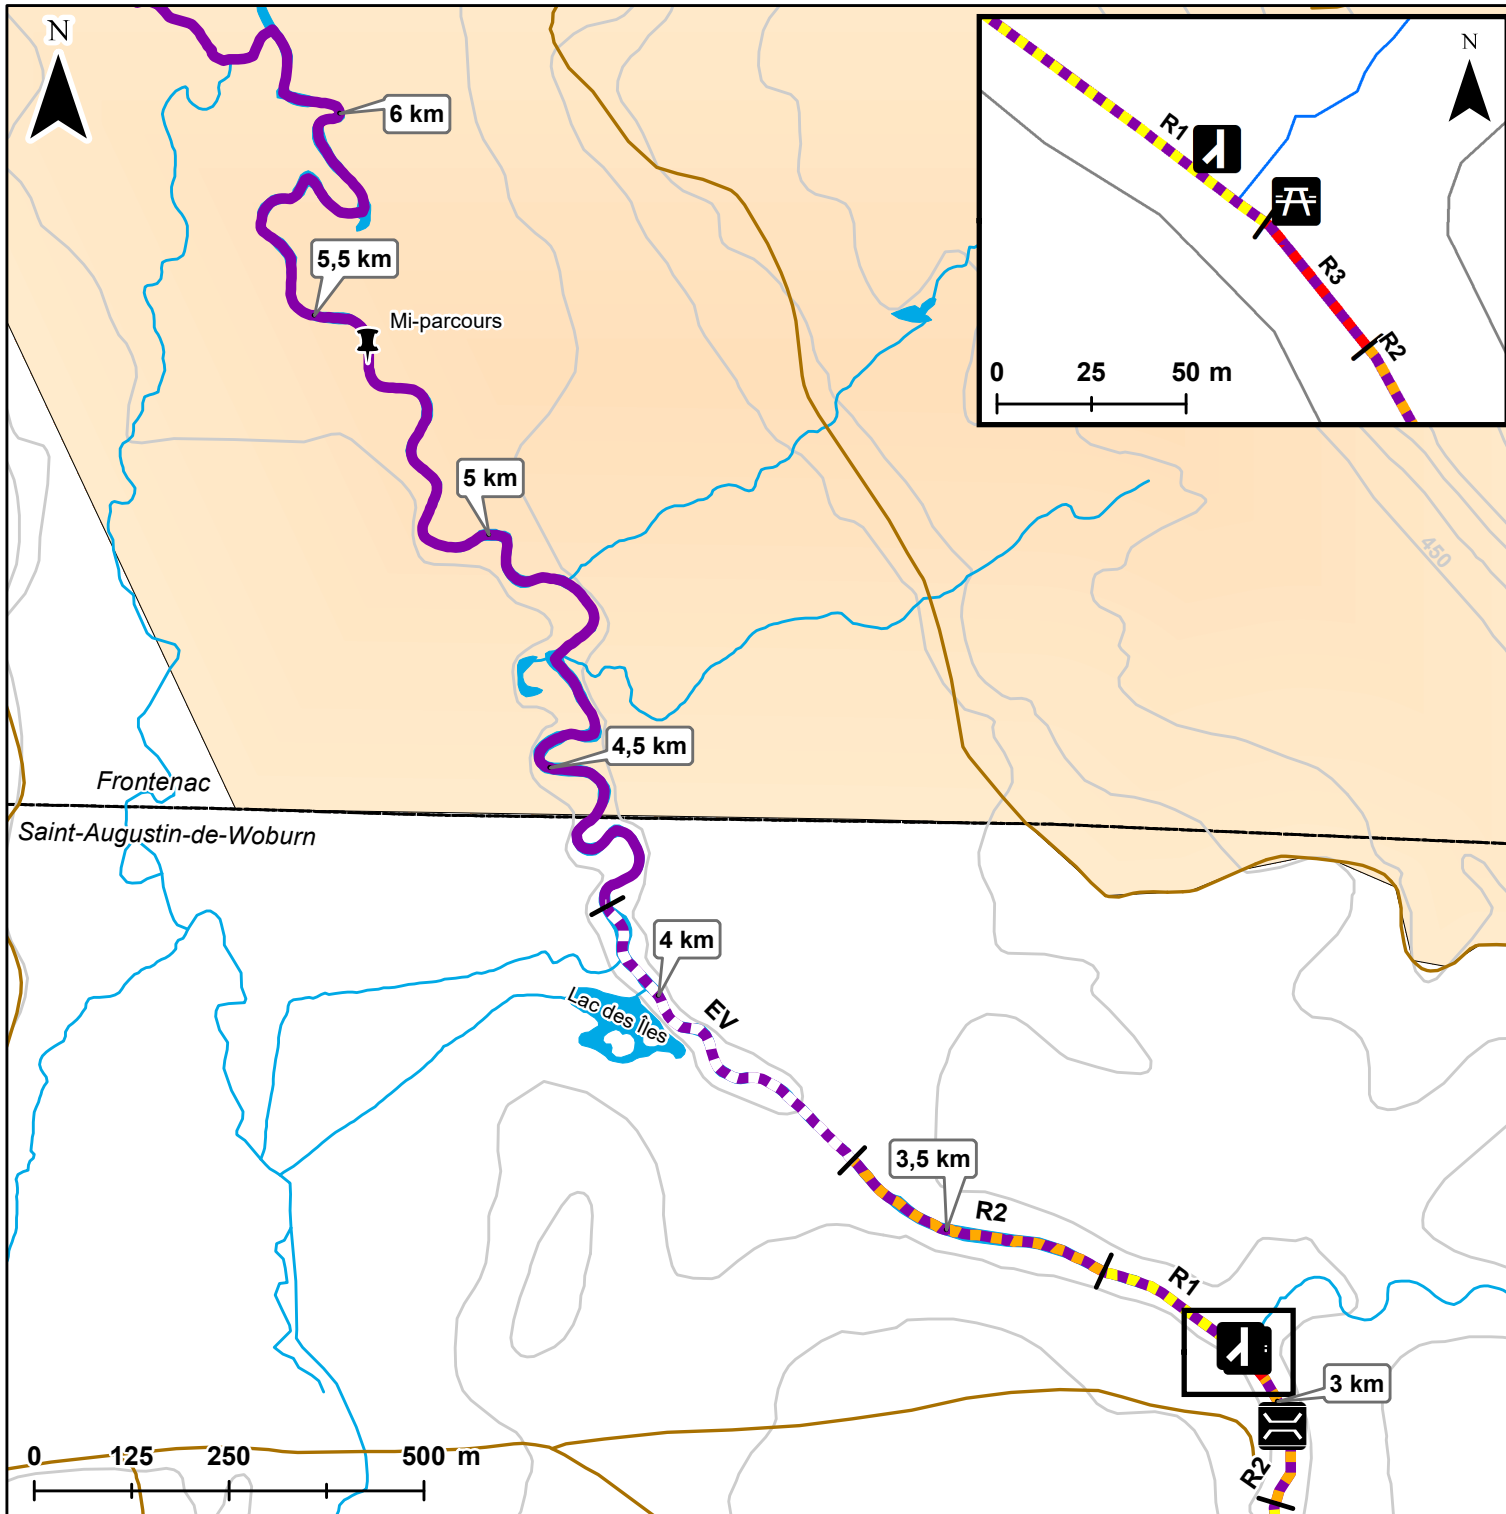 N
6 km
5,5 km
Mi-parcours
5 km
4,5 km
Frontenac
Saint-Augustin-de-Woburn
4 km
Lac des Îles
EV
3,5 km
R2
R1
3 km
R2
0 125 250 500 m
N
R1
R3
R2
0 25 50 m
450